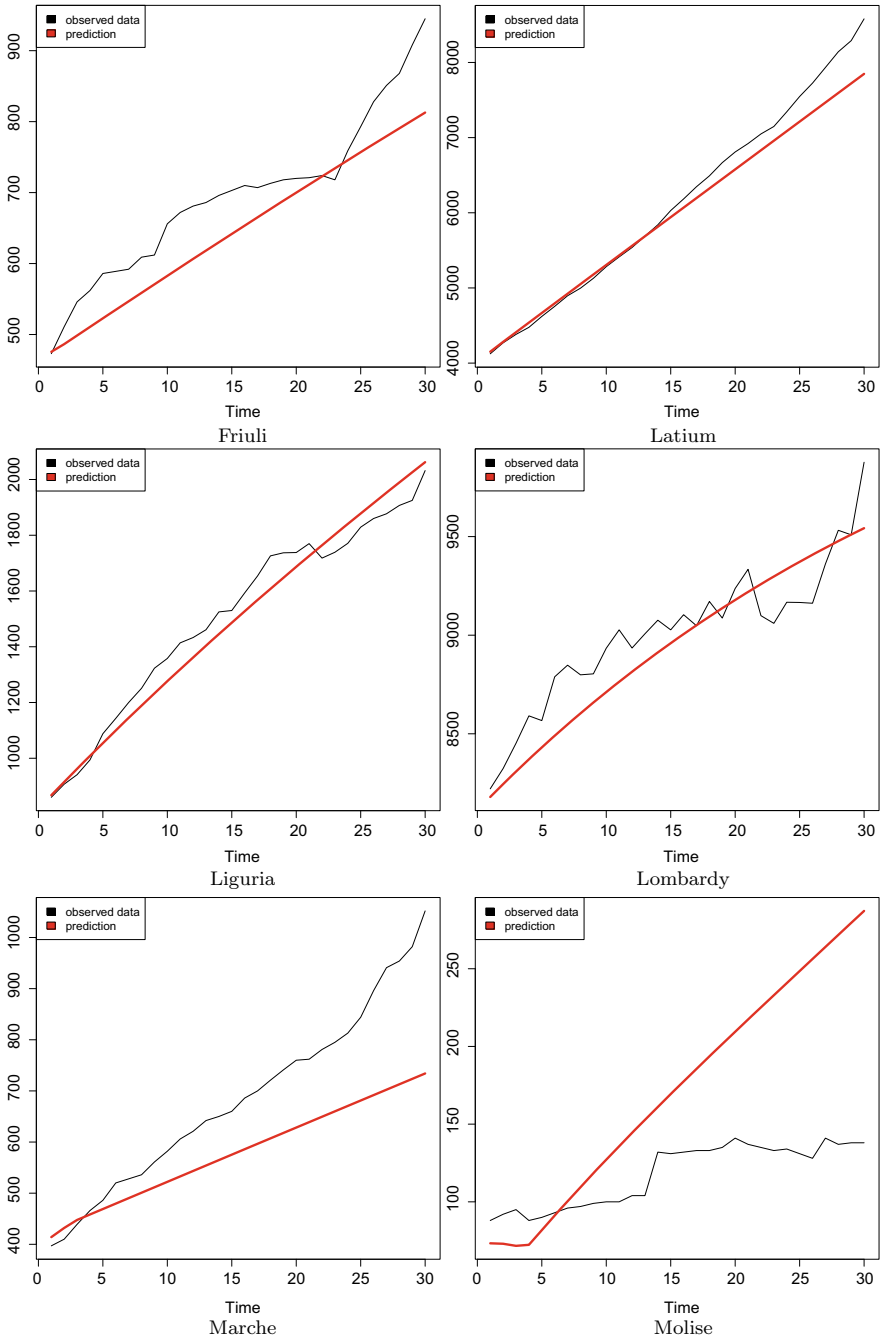 observed data
prediction
500 600 700 800 900
0 5 10 15 20 25 30
Time
Friuli
observed data
prediction
4000 5000 6000 7000 8000
0 5 10 15 20 25 30
Time
Latium
observed data
prediction
1000 1200 1400 1600 1800 2000
0 5 10 15 20 25 30
Time
Liguria
observed data
prediction
8500 9000 9500
0 5 10 15 20 25 30
Time
Lombardy
observed data
prediction
400 500 600 700 800 900 1000
0 5 10 15 20 25 30
Time
Marche
observed data
prediction
100 150 200 250
0 5 10 15 20 25 30
Time
Molise